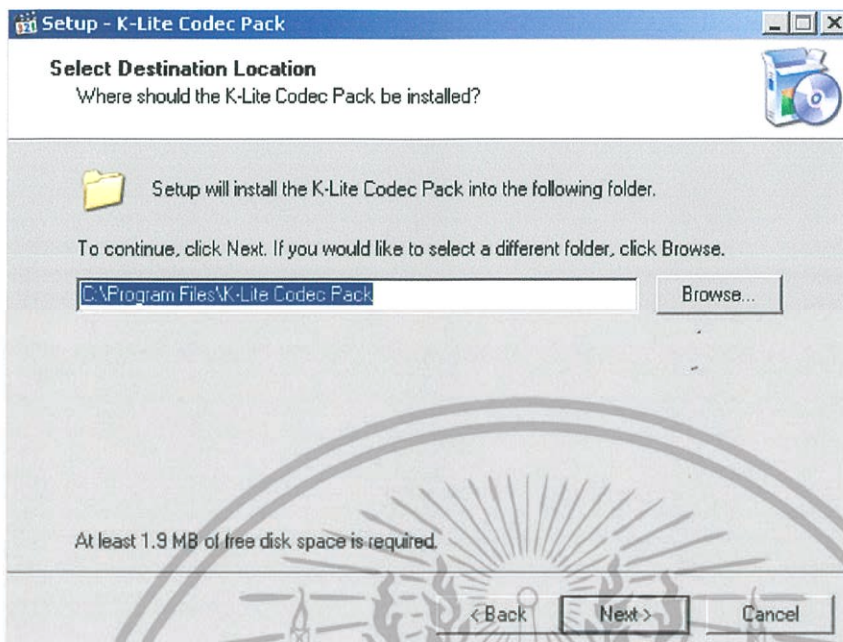 Setup - K-Lite Codec Pack
Select Destination Location
Where should the K-Lite Codec Pack be installed?
Setup will install the K-Lite Codec Pack into the following folder.
To continue, click Next. If you would like to select a different folder, click Browse.
C:\Program Files\K-Lite Codec Pack
Browse...
At least 1.9 MB of free disk space is required.
< Back
Next >
Cancel